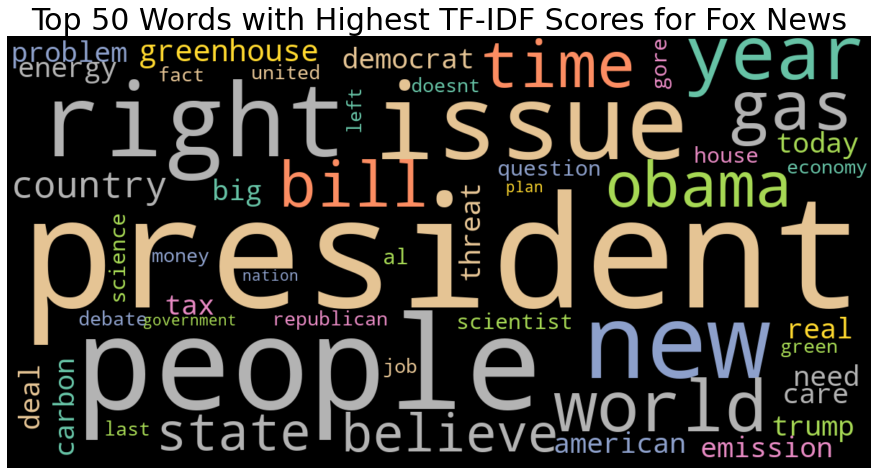 Top 50 Words with Highest TF-IDF Scores for Fox News
problem
greenhouse
democrat
time
gore
year
energy
fact
united
doesnt
right
left
issue
gas
today
house
economy
country
big
bill
question
plan
obama
threat
president
science
money
al
nation
tax
debate
government
republican
scientist
new
real
green
people
job
world
need
care
deal
carbon
last
state
believe
american
trump
emission